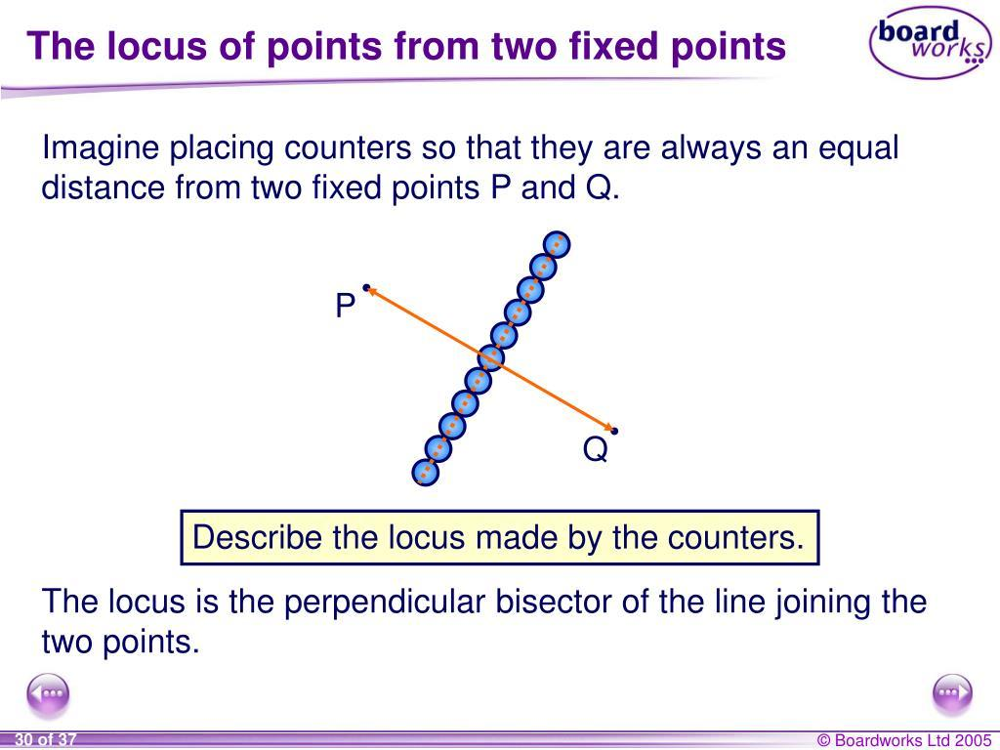 The locus of points from two fixed points
board
works
Imagine placing counters so that they are always an equal
distance from two fixed points P and Q.
P
Q
Describe the locus made by the counters.
The locus is the perpendicular bisector of the line joining the
two points.
30 of 37
© Boardworks Ltd 2005